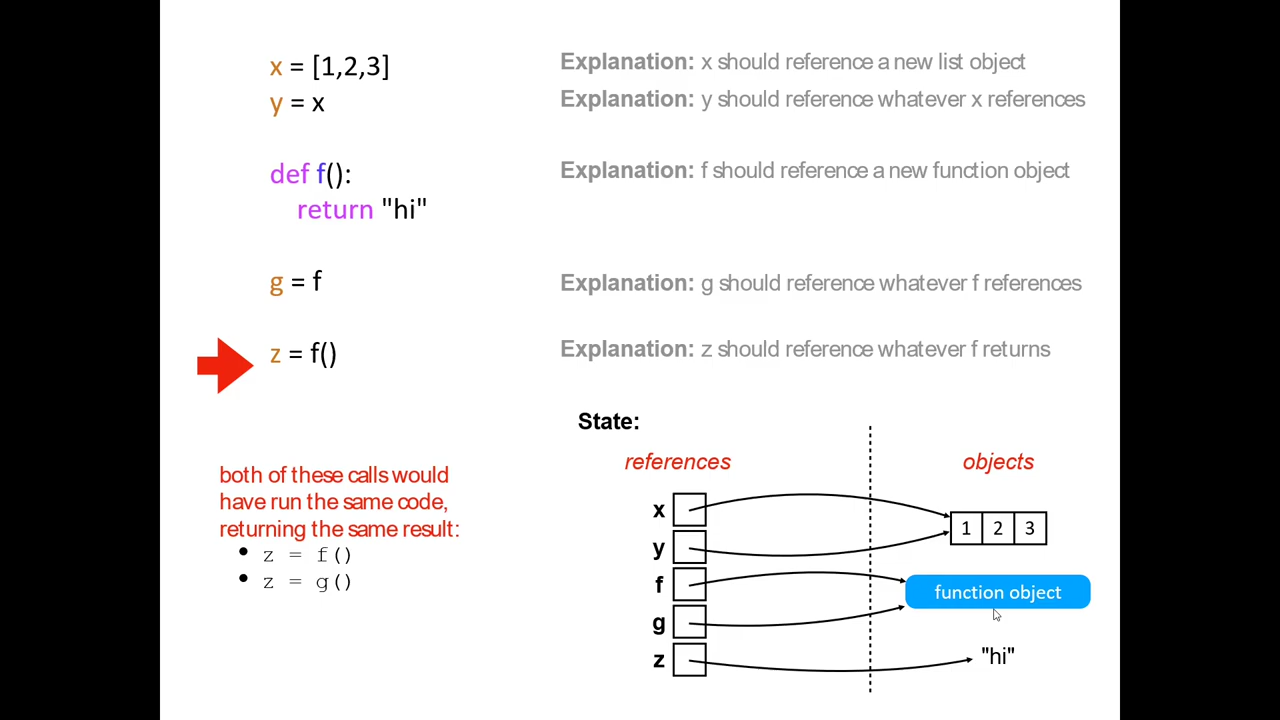 x = [1,2,3]
Explanation: x should reference a new list object
y = x
Explanation: y should reference whatever x references
def f():
Explanation: f should reference a new function object
return "hi"
g = f
Explanation: g should reference whatever f references
z = f()
Explanation: z should reference whatever f returns
both of these calls would
have run the same code,
returning the same result:
• z = f()
• z = g()
State:
references
objects
x
1 2 3
y
f
function object
g
z
"hi"